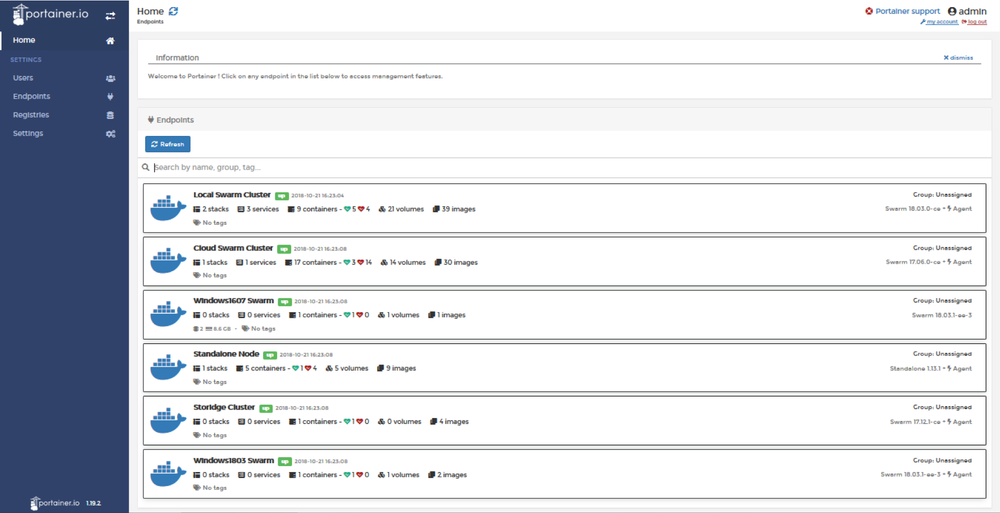 portainer.io
Home
SETTINGS
Users
Endpoints
Registries
Settings
portainer.io 1.19.2
Home
Endpoints
Portainer support admin
my account log out
Information
dismiss
Welcome to Portainer ! Click on any endpoint in the list below to access management features.
Endpoints
Refresh
Search by name, group, tag...
Local Swarm Cluster up 2018-10-21 16:23:04 Group: Unassigned
2 stacks 3 services 9 containers - 5 4 21 volumes 39 images Swarm 18.03.0-ce + Agent
No tags
Cloud Swarm Cluster up 2018-10-21 16:23:08 Group: Unassigned
1 stacks 1 services 17 containers - 3 14 14 volumes 30 images Swarm 17.06.0-ce + Agent
No tags
Windows1607 Swarm up 2018-10-21 16:23:08 Group: Unassigned
0 stacks 0 services 1 containers - 1 0 1 volumes 1 images Swarm 18.03.1-ee-3
2 8.6 GB - No tags
Standalone Node up 2018-10-21 16:23:08 Group: Unassigned
1 stacks 5 containers - 1 4 5 volumes 9 images Standalone 1.13.1 + Agent
No tags
Storidge Cluster up 2018-10-21 16:23:08 Group: Unassigned
0 stacks 0 services 1 containers - 1 0 0 volumes 4 images Swarm 17.12.1-ce + Agent
No tags
Windows1803 Swarm up 2018-10-21 16:23:08 Group: Unassigned
0 stacks 0 services 1 containers - 1 0 1 volumes 2 images Swarm 18.03.1-ee-3 + Agent
No tags